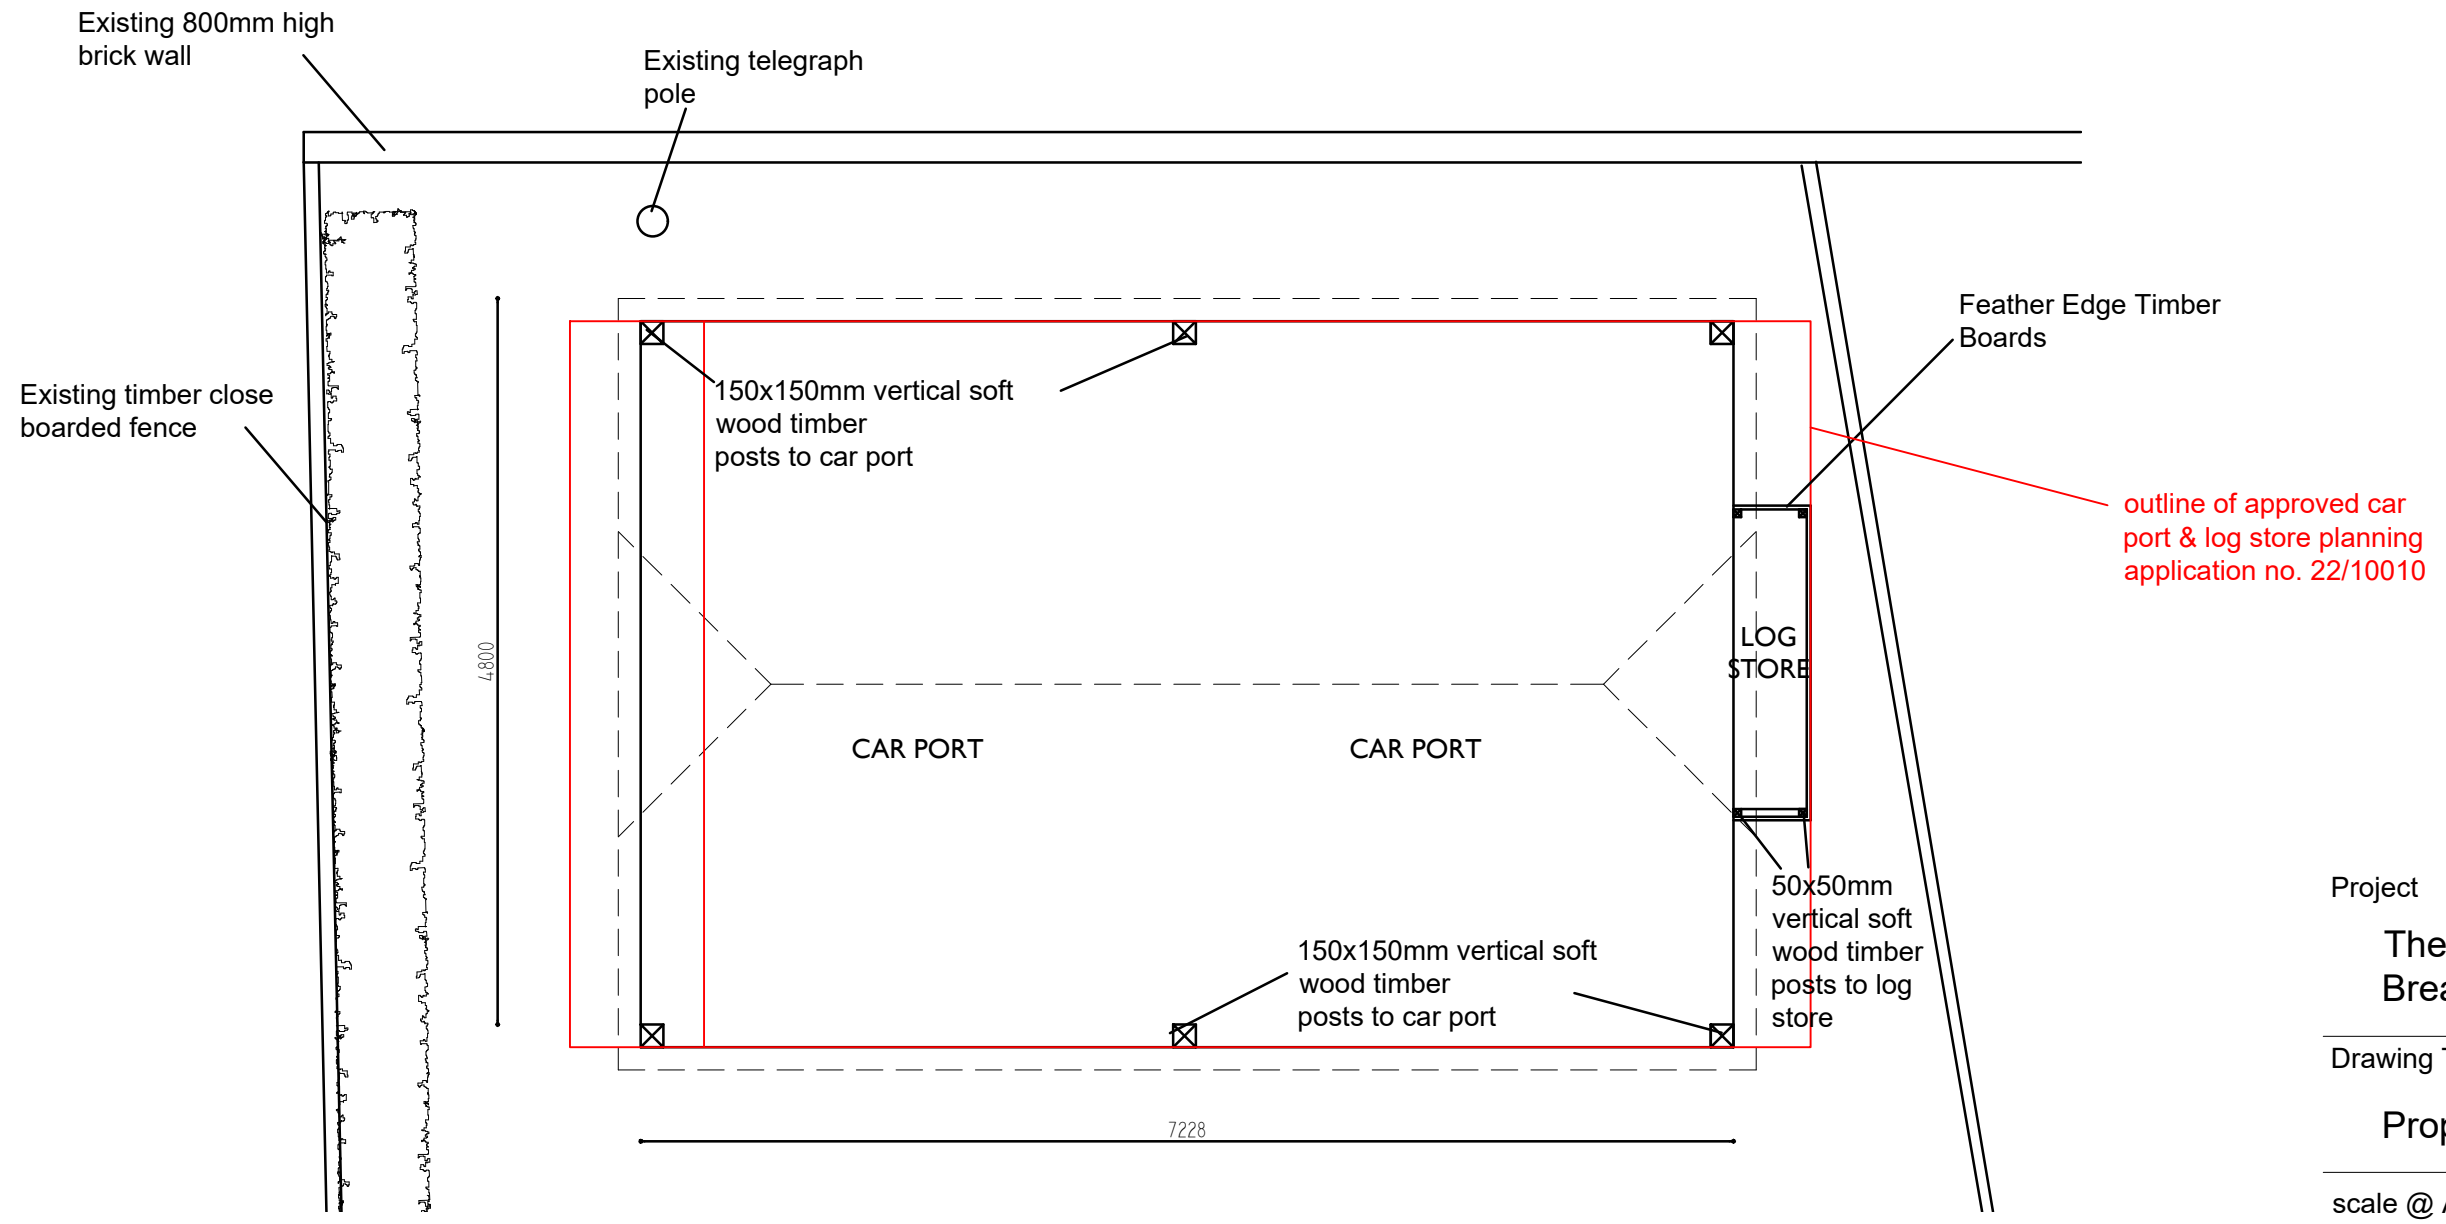 Existing 800mm high
brick wall
Existing telegraph
pole
Feather Edge Timber
Boards
Existing timber close
boarded fence
150x150mm vertical soft
wood timber
posts to car port
outline of approved car
port & log store planning
application no. 22/10010
4800
LOG
STORE
CAR PORT
CAR PORT
50x50mm
vertical soft
wood timber
posts to log
store
150x150mm vertical soft
wood timber
posts to car port
7228
Project
The
Brea
Drawing T
Prop
scale @ A